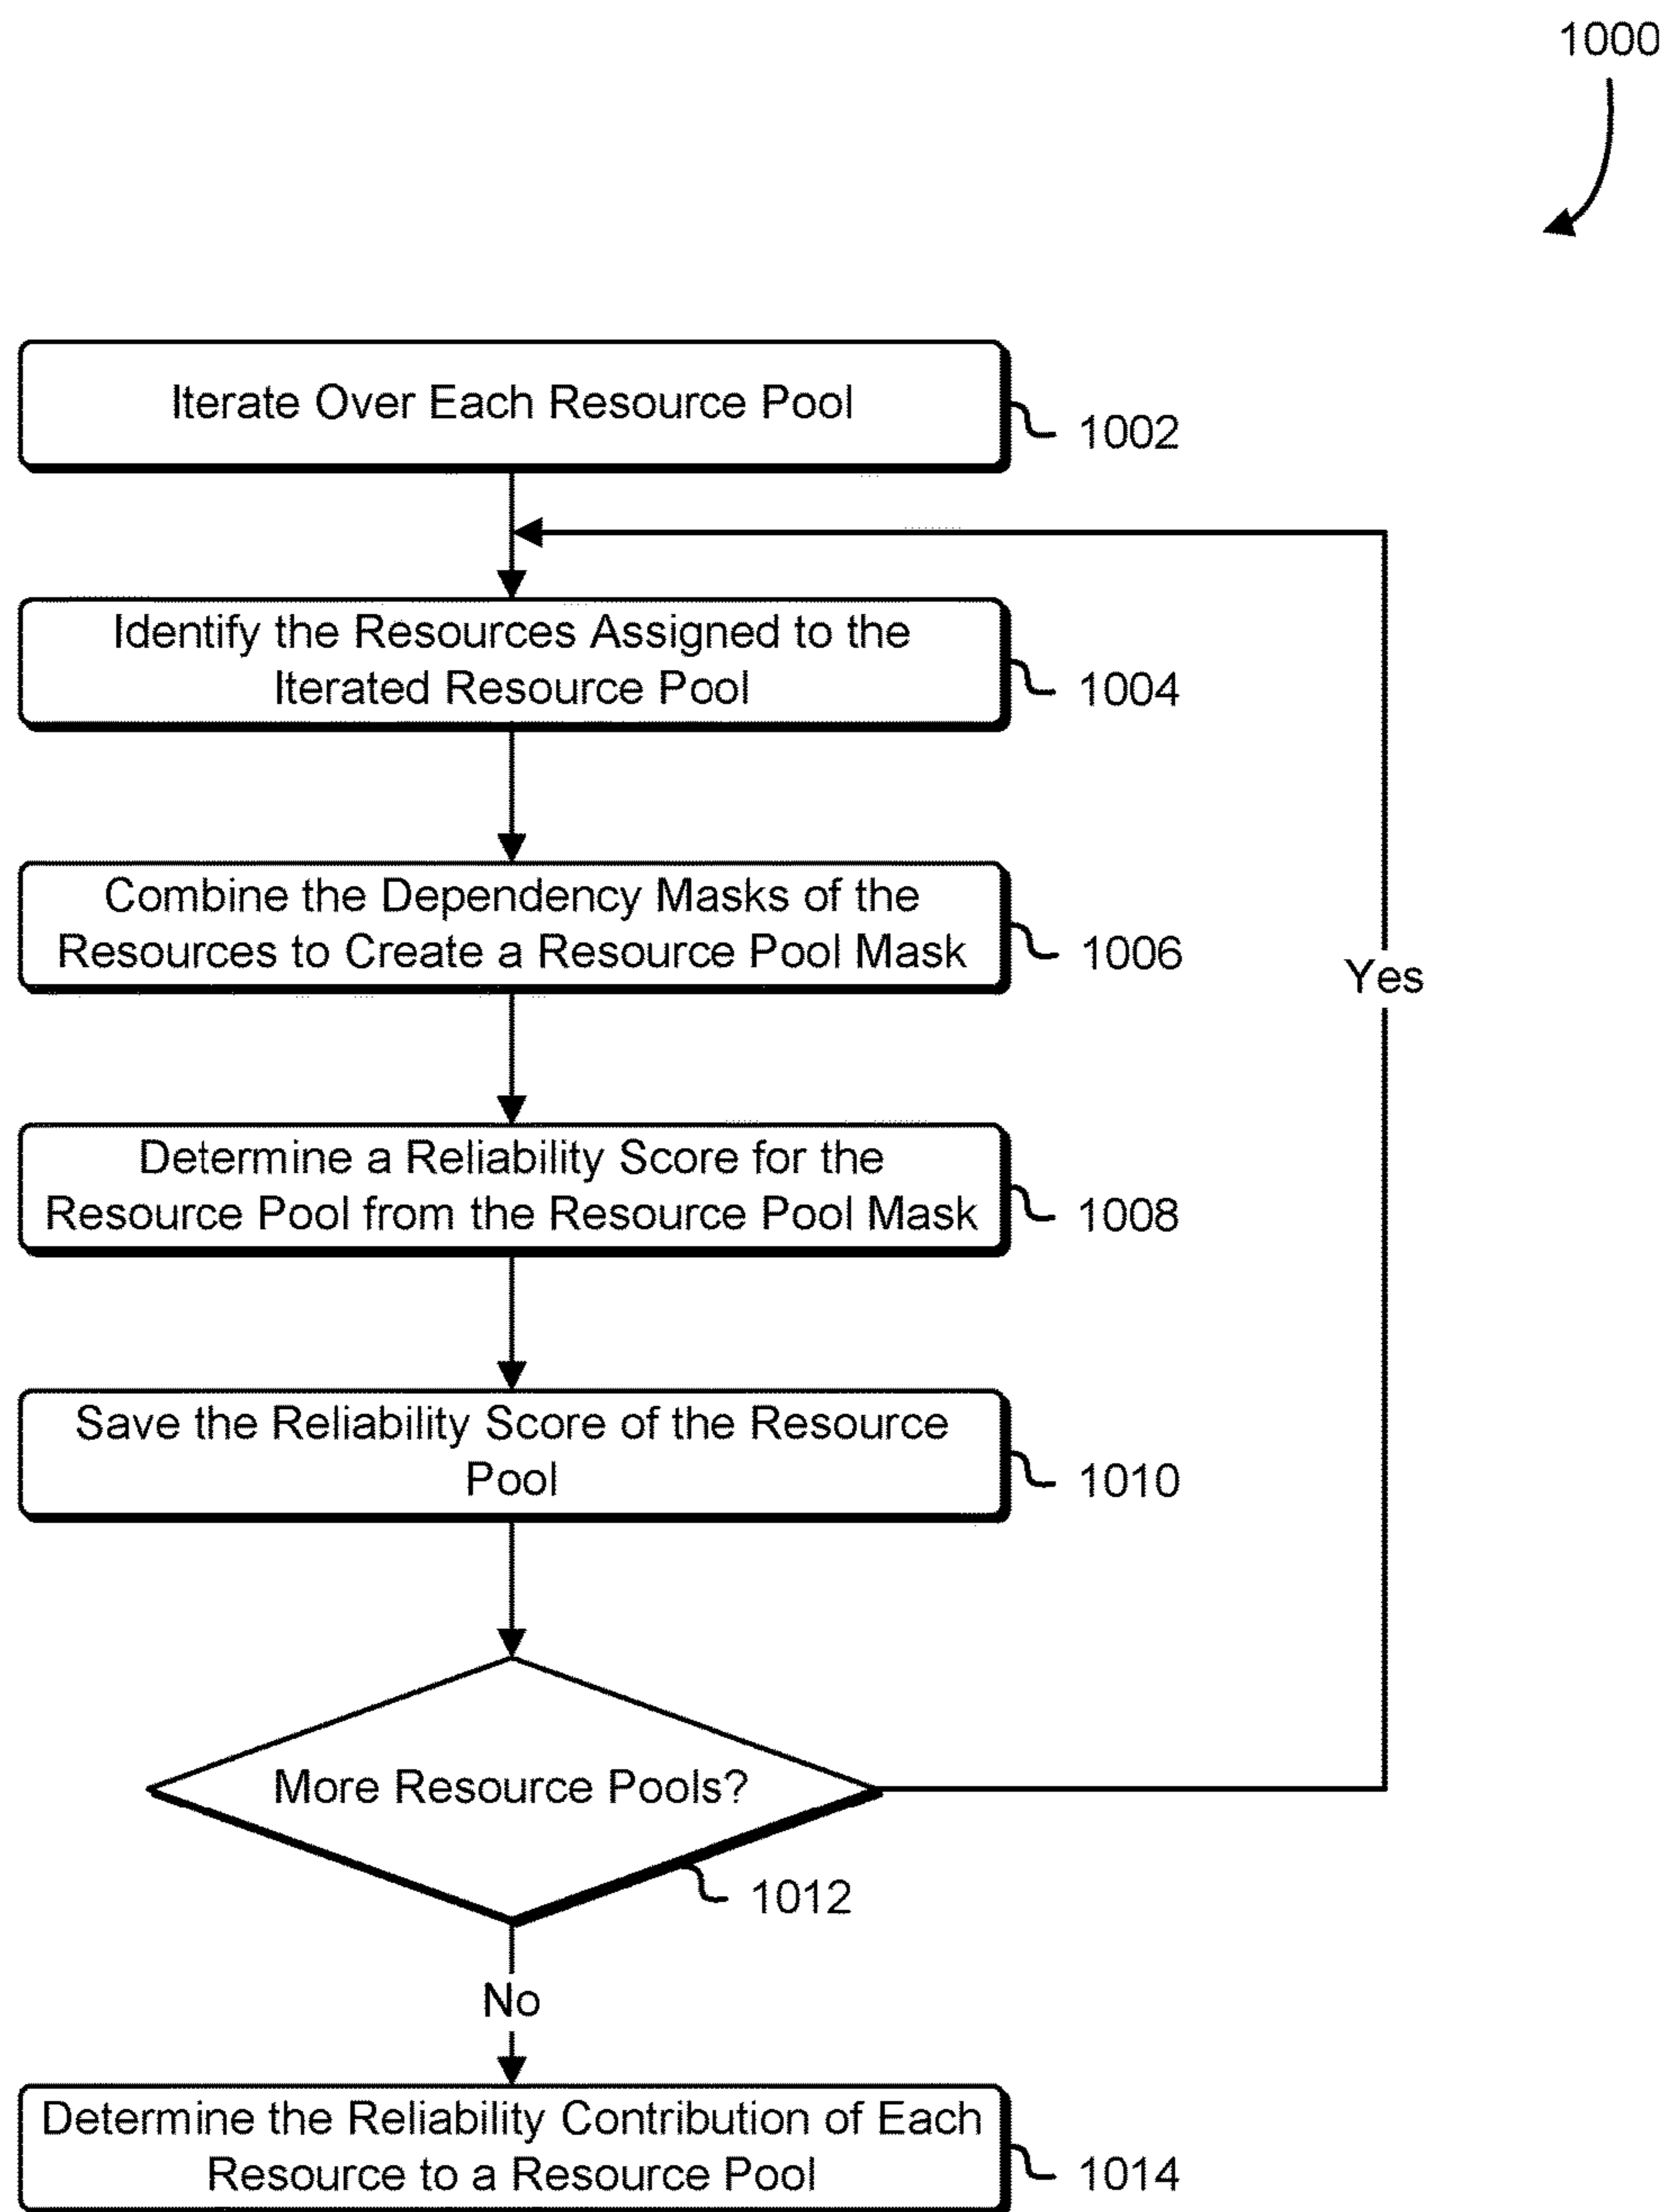 1000
Iterate Over Each Resource Pool
1002
Identify the Resources Assigned to the
Iterated Resource Pool
1004
Combine the Dependency Masks of the
Resources to Create a Resource Pool Mask
1006
Yes
Determine a Reliability Score for the
Resource Pool from the Resource Pool Mask
1008
Save the Reliability Score of the Resource
Pool
1010
More Resource Pools?
1012
No
Determine the Reliability Contribution of Each
Resource to a Resource Pool
1014